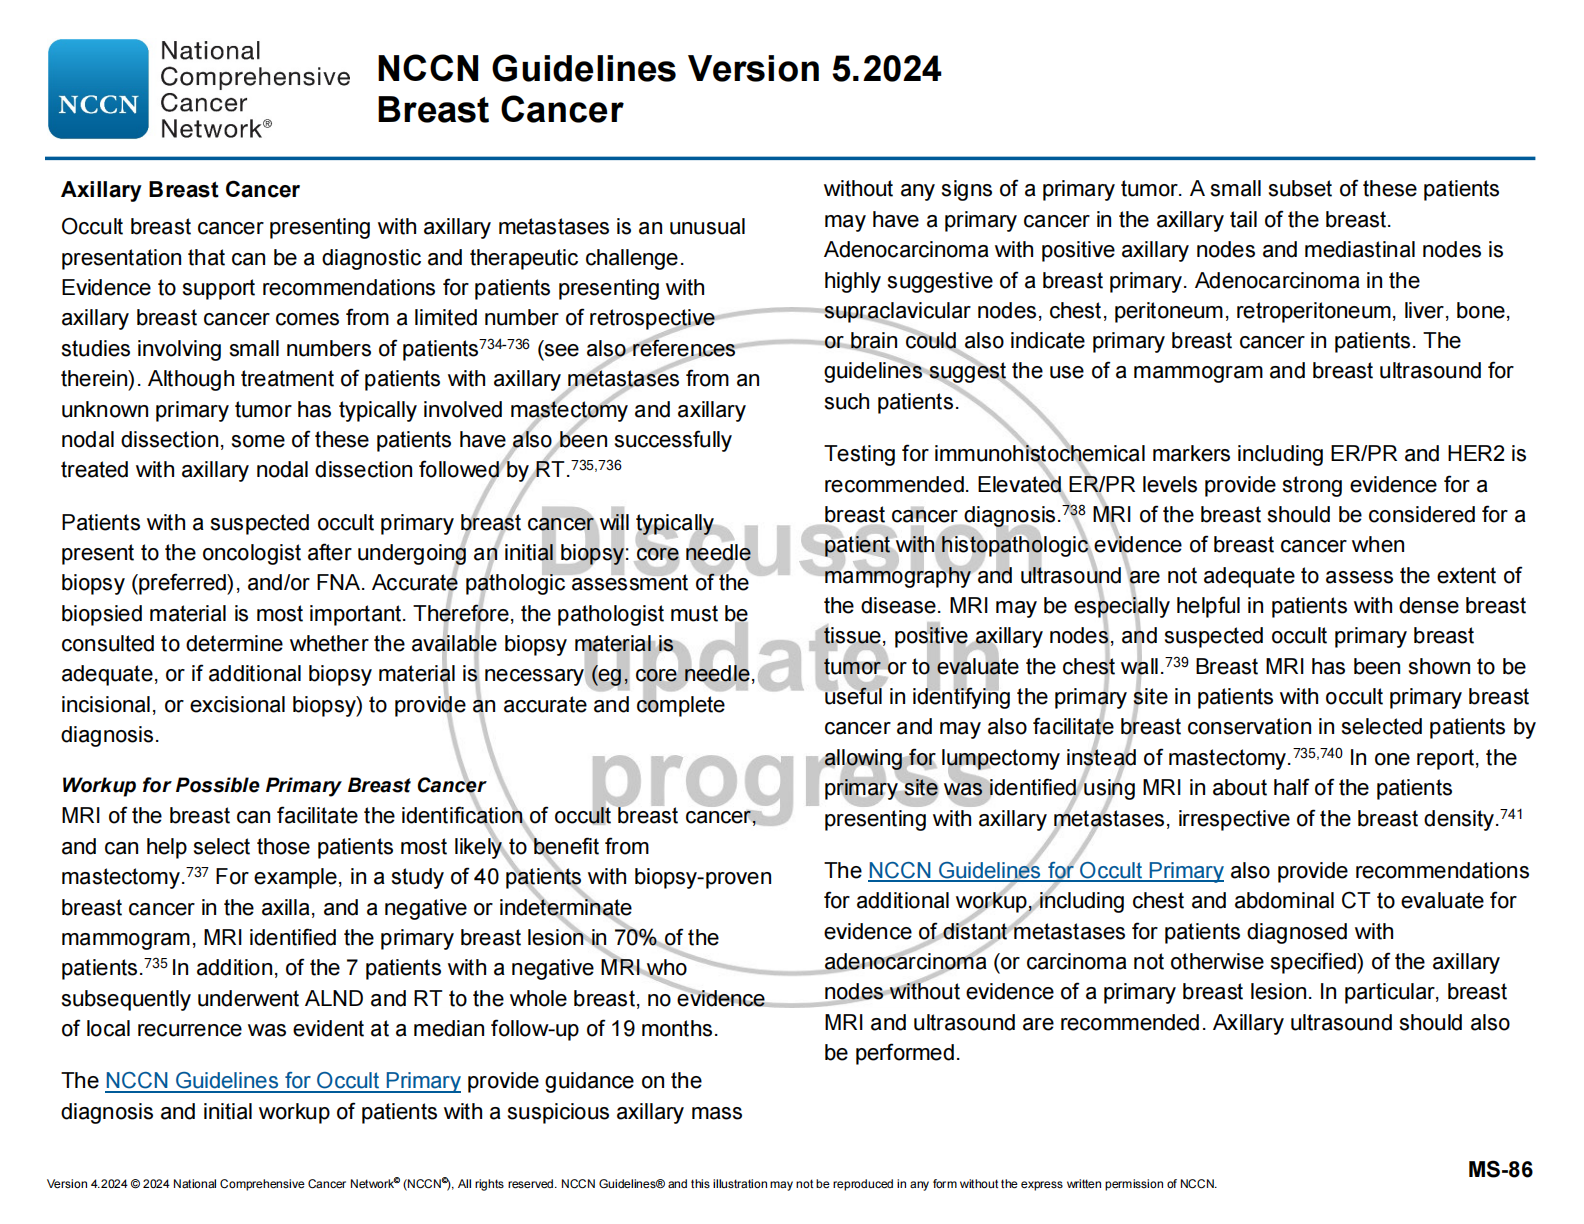 NCCN
National
Comprehensive
Cancer
Network®
NCCN Guidelines Version 5.2024
Breast Cancer
Axillary Breast Cancer
Occult breast cancer presenting with axillary metastases is an unusual
presentation that can be a diagnostic and therapeutic challenge.
Evidence to support recommendations for patients presenting with
axillary breast cancer comes from a limited number of retrospective
studies involving small numbers of patients734-736 (see also references
therein). Although treatment of patients with axillary metastases from an
unknown primary tumor has typically involved mastectomy and axillary
nodal dissection, some of these patients have also been successfully
treated with axillary nodal dissection followed by RT.735,736
Patients with a suspected occult primary breast cancer will typically
present to the oncologist after undergoing an initial biopsy: core needle
biopsy (preferred), and/or FNA. Accurate pathologic assessment of the
biopsied material is most important. Therefore, the pathologist must be
consulted to determine whether the available biopsy material is
adequate, or if additional biopsy material is necessary (eg, core needle,
incisional, or excisional biopsy) to provide an accurate and complete
diagnosis.
Workup for Possible Primary Breast Cancer
MRI of the breast can facilitate the identification of occult breast cancer,
and can help select those patients most likely to benefit from
mastectomy.737 For example, in a study of 40 patients with biopsy-proven
breast cancer in the axilla, and a negative or indeterminate
mammogram, MRI identified the primary breast lesion in 70% of the
patients.735 In addition, of the 7 patients with a negative MRI who
subsequently underwent ALND and RT to the whole breast, no evidence
of local recurrence was evident at a median follow-up of 19 months.
The NCCN Guidelines for Occult Primary provide guidance on the
diagnosis and initial workup of patients with a suspicious axillary mass
without any signs of a primary tumor. A small subset of these patients
may have a primary cancer in the axillary tail of the breast.
Adenocarcinoma with positive axillary nodes and mediastinal nodes is
highly suggestive of a breast primary. Adenocarcinoma in the
supraclavicular nodes, chest, peritoneum, retroperitoneum, liver, bone,
or brain could also indicate primary breast cancer in patients. The
guidelines suggest the use of a mammogram and breast ultrasound for
such patients.
Testing for immunohistochemical markers including ER/PR and HER2 is
recommended. Elevated ER/PR levels provide strong evidence for a
breast cancer diagnosis.738 MRI of the breast should be considered for a
patient with histopathologic evidence of breast cancer when
mammography and ultrasound are not adequate to assess the extent of
the disease. MRI may be especially helpful in patients with dense breast
tissue, positive axillary nodes, and suspected occult primary breast
tumor or to evaluate the chest wall.739 Breast MRI has been shown to be
useful in identifying the primary site in patients with occult primary breast
cancer and may also facilitate breast conservation in selected patients by
allowing for lumpectomy instead of mastectomy.735,740 In one report, the
primary site was identified using MRI in about half of the patients
presenting with axillary metastases, irrespective of the breast density.741
The NCCN Guidelines for Occult Primary also provide recommendations
for additional workup, including chest and abdominal CT to evaluate for
evidence of distant metastases for patients diagnosed with
adenocarcinoma (or carcinoma not otherwise specified) of the axillary
nodes without evidence of a primary breast lesion. In particular, breast
MRI and ultrasound are recommended. Axillary ultrasound should also
be performed.
Discussion
update in
progress
MS-86
Version 4.2024 © 2024 National Comprehensive Cancer Network© (NCCN©), All rights reserved. NCCN Guidelines® and this illustration may not be reproduced in any form without the express written permission of NCCN.